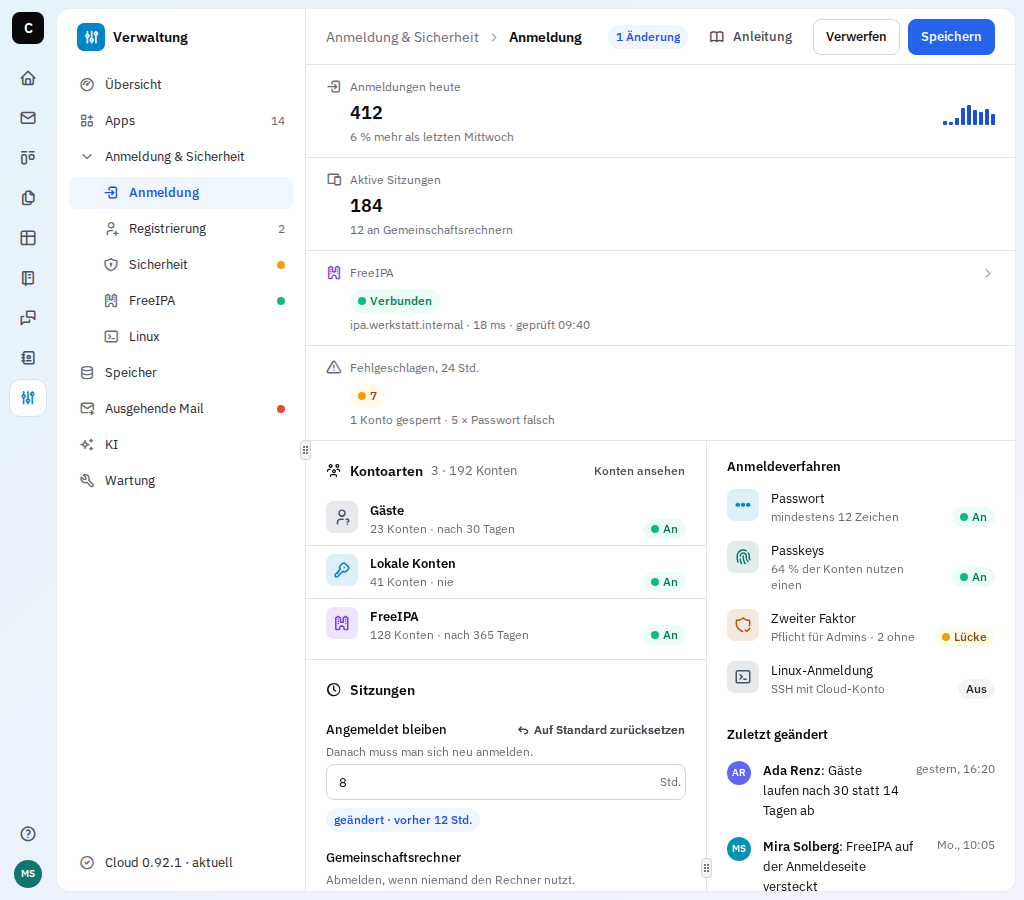 C
Verwaltung
Übersicht
Apps 14
Anmeldung & Sicherheit
Anmeldung
Registrierung 2
Sicherheit
FreeIPA
Linux
Speicher
Ausgehende Mail
KI
Wartung
Cloud 0.92.1 · aktuell
MS
Anmeldung & Sicherheit > Anmeldung
1 Änderung
Anleitung
Verwerfen
Speichern
Anmeldungen heute
412
6 % mehr als letzten Mittwoch
Aktive Sitzungen
184
12 an Gemeinschaftsrechnern
FreeIPA
Verbunden
ipa.werkstatt.internal · 18 ms · geprüft 09:40
Fehlgeschlagen, 24 Std.
7
1 Konto gesperrt · 5 × Passwort falsch
Kontoarten 3 · 192 Konten Konten ansehen
Gäste
23 Konten · nach 30 Tagen An
Lokale Konten
41 Konten · nie An
FreeIPA
128 Konten · nach 365 Tagen An
Sitzungen
Angemeldet bleiben Auf Standard zurücksetzen
Danach muss man sich neu anmelden.
8 Std.
geändert · vorher 12 Std.
Gemeinschaftsrechner
Abmelden, wenn niemand den Rechner nutzt.
Anmeldeverfahren
Passwort
mindestens 12 Zeichen An
Passkeys
64 % der Konten nutzen
einen
An
Zweiter Faktor
Pflicht für Admins · 2 ohne Lücke
Linux-Anmeldung
SSH mit Cloud-Konto Aus
Zuletzt geändert
AR Ada Renz: Gäste gestern, 16:20
laufen nach 30 statt 14
Tagen ab
MS Mira Solberg: FreeIPA auf Mo., 10:05
der Anmeldeseite
versteckt